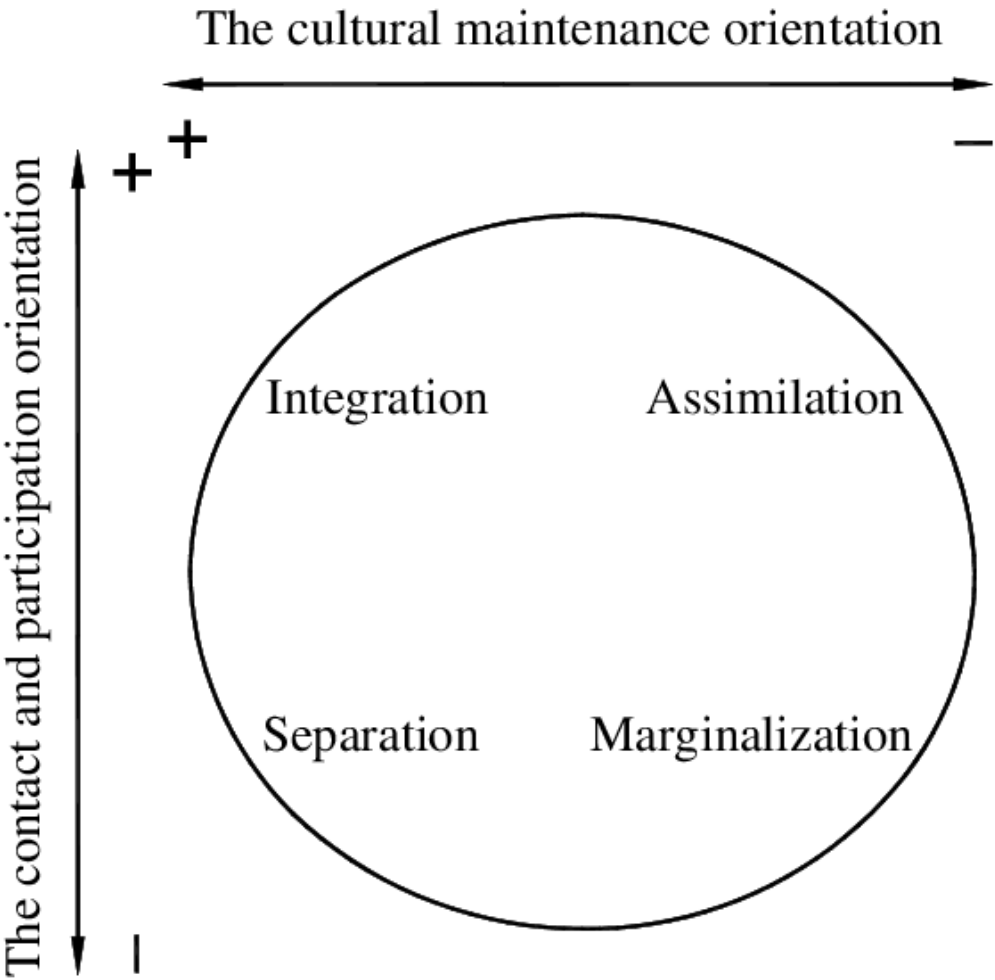 The cultural maintenance orientation
+
−
+
The contact and participation orientation
Integration
Assimilation
Separation
Marginalization
−